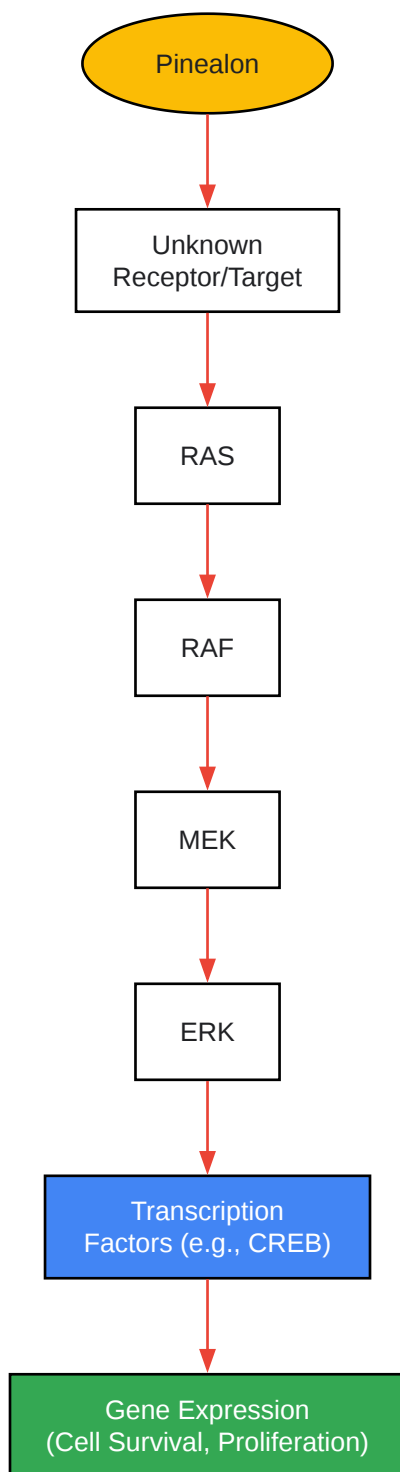 Pinealon
Unknown
Receptor/Target
RAS
RAF
MEK
ERK
Transcription
Factors (e.g., CREB)
Gene Expression
(Cell Survival, Proliferation)